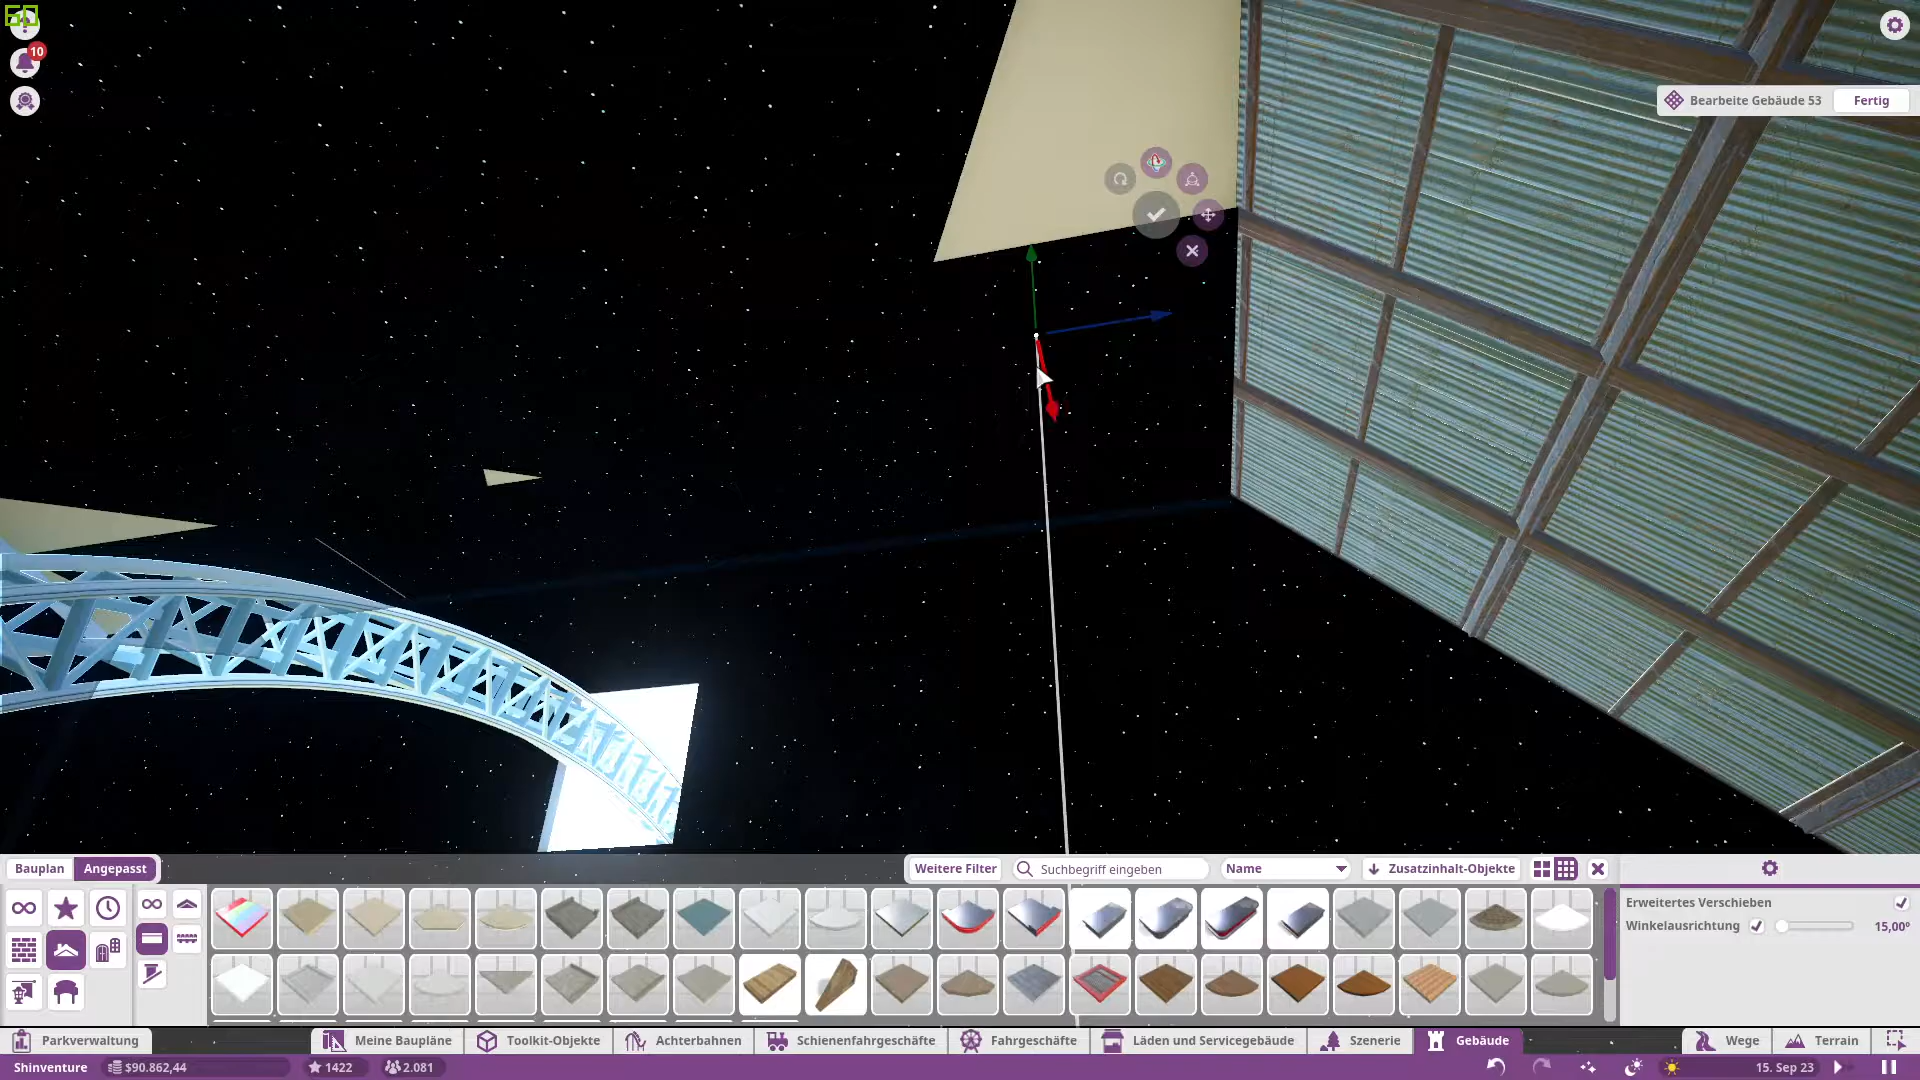 60
10
Bearbeite Gebäude 53
Fertig
Bauplan
Angepasst
Weitere Filter
Suchbegriff eingeben
Name
Zusatzinhalt-Objekte
Erweitertes Verschieben
Winkelausrichtung
15,00°
Parkverwaltung
Meine Baupläne
Toolkit-Objekte
Achterbahnen
Schienenfahrgeschäfte
Fahrgeschäfte
Läden und Servicegebäude
Szenerie
Gebäude
Wege
Terrain
Shinventure
$90.862,44
1422
2.081
15. Sep 23